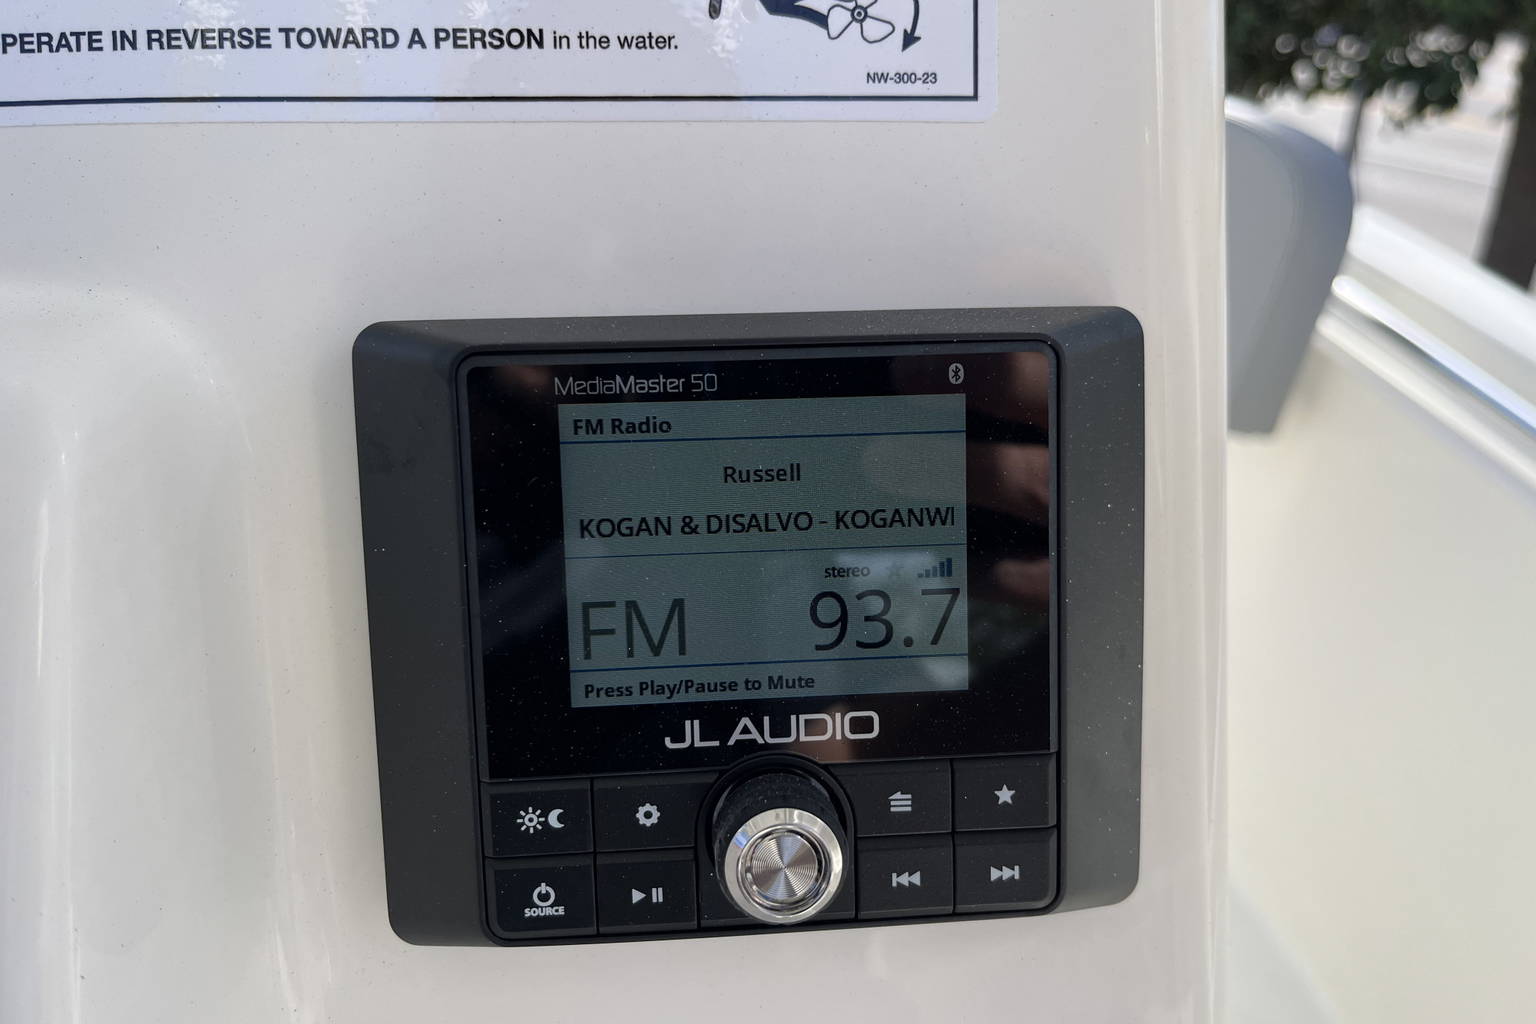 PERATE IN REVERSE TOWARD A PERSON in the water.
NW-300-23
MediaMaster 50
FM Radio
Russell
KOGAN & DISALVO - KOGANWI
stereo
FM 93.7
Press Play/Pause to Mute
JL AUDIO
SOURCE